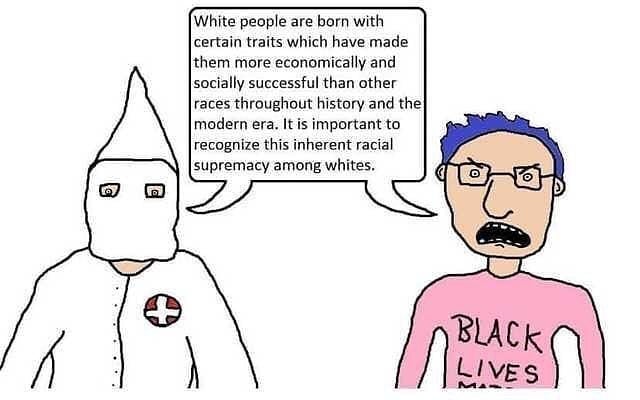 White people are born with
certain traits which have made
them more economically and
socially successful than other
races throughout history and the
modern era. It is important to
recognize this inherent racial
supremacy among whites.
BLACK
LIVES